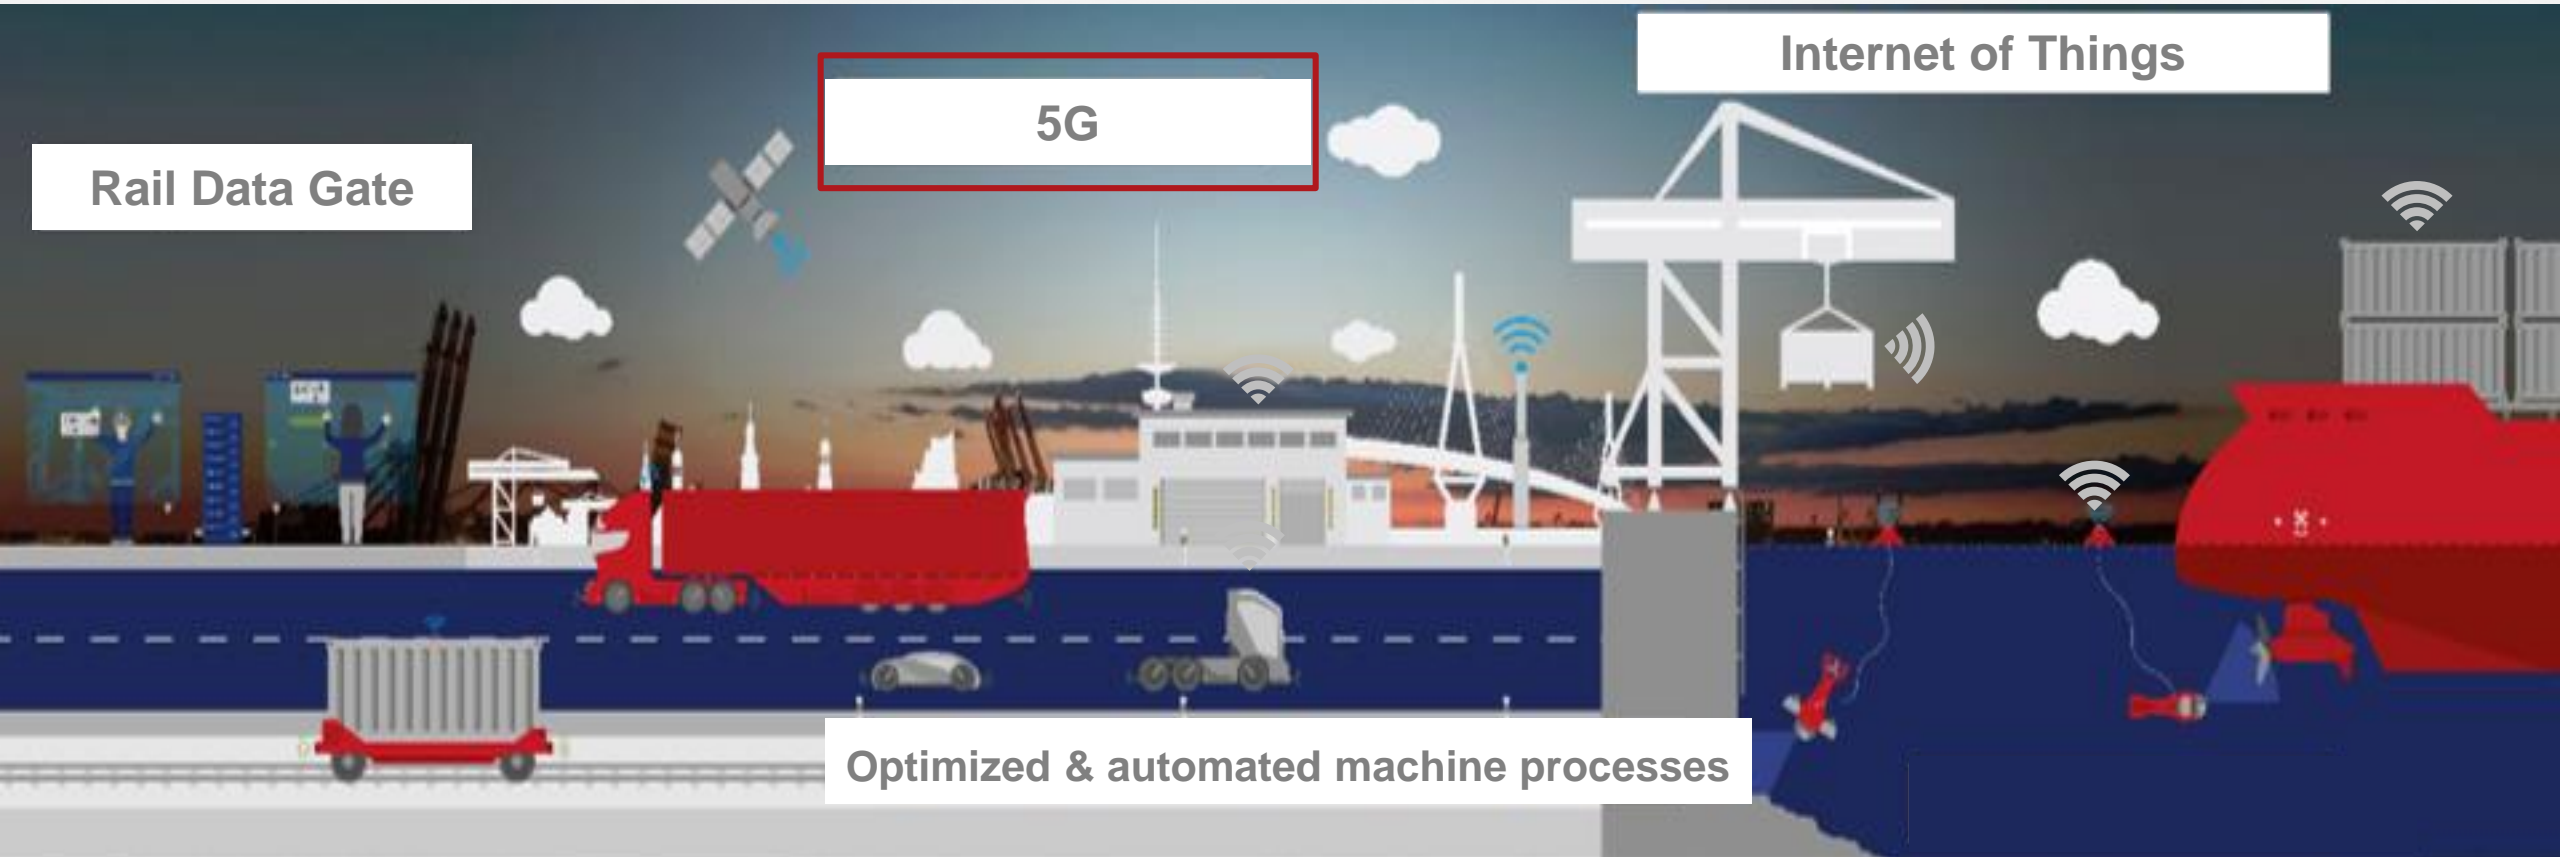 Internet of Things
5G
Rail Data Gate
Optimized & automated machine processes